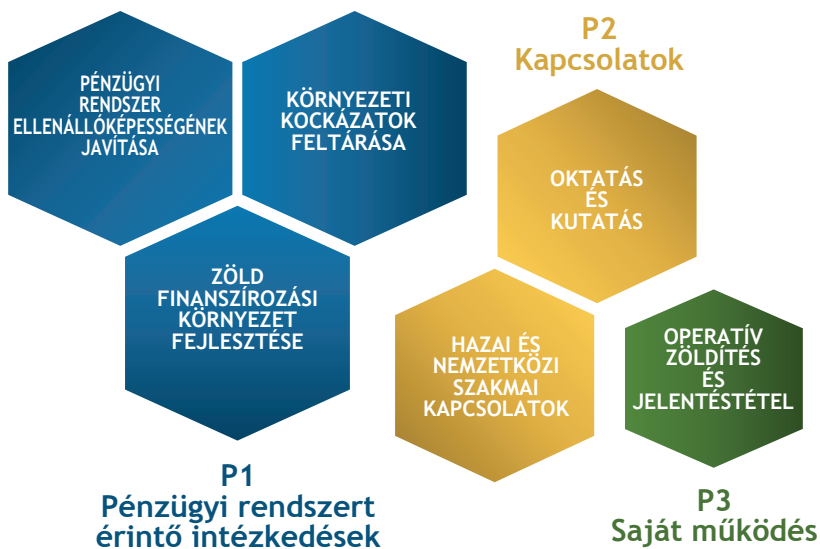 PÉNZÜGYI
RENDSZER
ELLENÁLLÓKÉPESSÉGÉNEK
JAVÍTÁSA
KÖRNYEZETI
KOCKÁZATOK
FELTÁRÁSA
ZÖLD
FINANSZÍROZÁSI
KÖRNYEZET
FEJLESZTÉSE
P1
Pénzügyi rendszert
érintő intézkedések
P2
Kapcsolatok
OKTATÁS
ÉS
KUTATÁS
HAZAI ÉS
NEMZETKÖZI
SZAKMAI
KAPCSOLATOK
OPERATÍV
ZÖLDÍTÉS
ÉS
JELENTÉSTÉTEL
P3
Saját működés